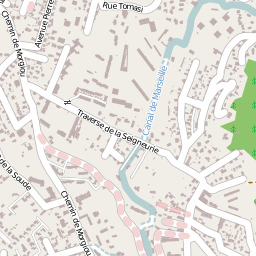 Rue Tomasi
Chemin de Morgiou
Avenue Pierre
Canal de Marseille
Traverse de la Seigneurie
de la Soude
Chemin de Morgiou